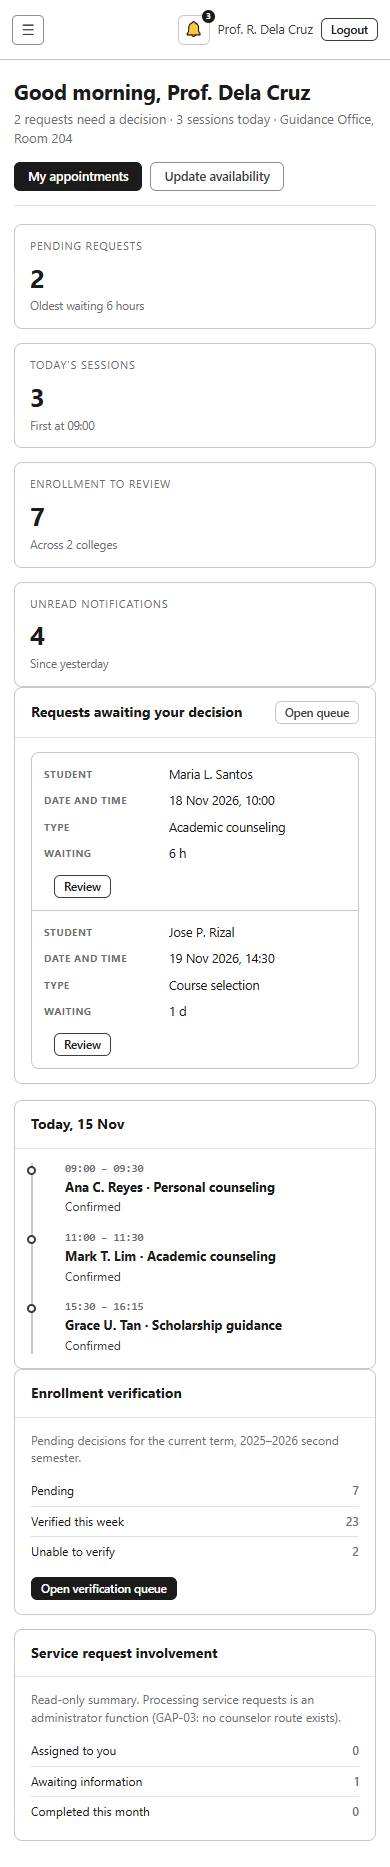 ☰
3
Prof. R. Dela Cruz
Logout
Good morning, Prof. Dela Cruz
2 requests need a decision · 3 sessions today · Guidance Office,
Room 204
My appointments
Update availability
PENDING REQUESTS
2
Oldest waiting 6 hours
TODAY'S SESSIONS
3
First at 09:00
ENROLLMENT TO REVIEW
7
Across 2 colleges
UNREAD NOTIFICATIONS
4
Since yesterday
Requests awaiting your decision
Open queue
STUDENT Maria L. Santos
DATE AND TIME 18 Nov 2026, 10:00
TYPE Academic counseling
WAITING 6 h
Review
STUDENT Jose P. Rizal
DATE AND TIME 19 Nov 2026, 14:30
TYPE Course selection
WAITING 1 d
Review
Today, 15 Nov
09:00 – 09:30
Ana C. Reyes · Personal counseling
Confirmed
11:00 – 11:30
Mark T. Lim · Academic counseling
Confirmed
15:30 – 16:15
Grace U. Tan · Scholarship guidance
Confirmed
Enrollment verification
Pending decisions for the current term, 2025–2026 second
semester.
Pending 7
Verified this week 23
Unable to verify 2
Open verification queue
Service request involvement
Read-only summary. Processing service requests is an
administrator function (GAP-03: no counselor route exists).
Assigned to you 0
Awaiting information 1
Completed this month 0